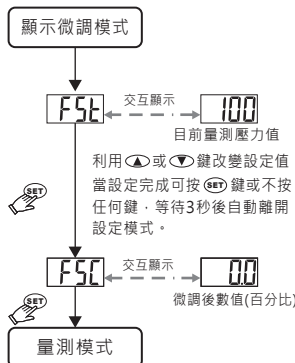 顯示微調模式
FSt 交互顯示 100
目前量測壓力值
利用▲或▼鍵改變設定值
當設定完成可按SET鍵或不按
SET 任何鍵，等待3秒後自動離開
設定模式。
FSC 交互顯示 0.0
SET 微調後數值(百分比)
量測模式